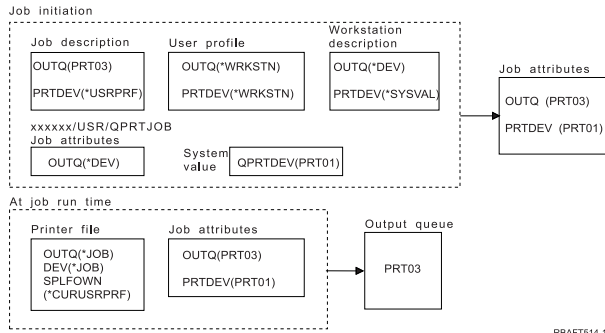 Job initiation
Job description
OUTQ(PRT03)
PRTDEV(*USRPRF)
User profile
OUTQ(*WRKSTN)
PRTDEV(*WRKSTN)
Workstation
description
OUTQ(*DEV)
PRTDEV(*SYSVAL)
Job attributes
OUTQ (PRT03)
PRTDEV (PRT01)
xxxxxx/USR/QPRTJOB
Job attributes
OUTQ(*DEV)
System
value
QPRTDEV(PRT01)
At job run time
Printer file
OUTQ(*JOB)
DEV(*JOB)
SPLFOWN
(*CURUSRPRF)
Job attributes
OUTQ(PRT03)
PRTDEV(PRT01)
Output queue
PRT03